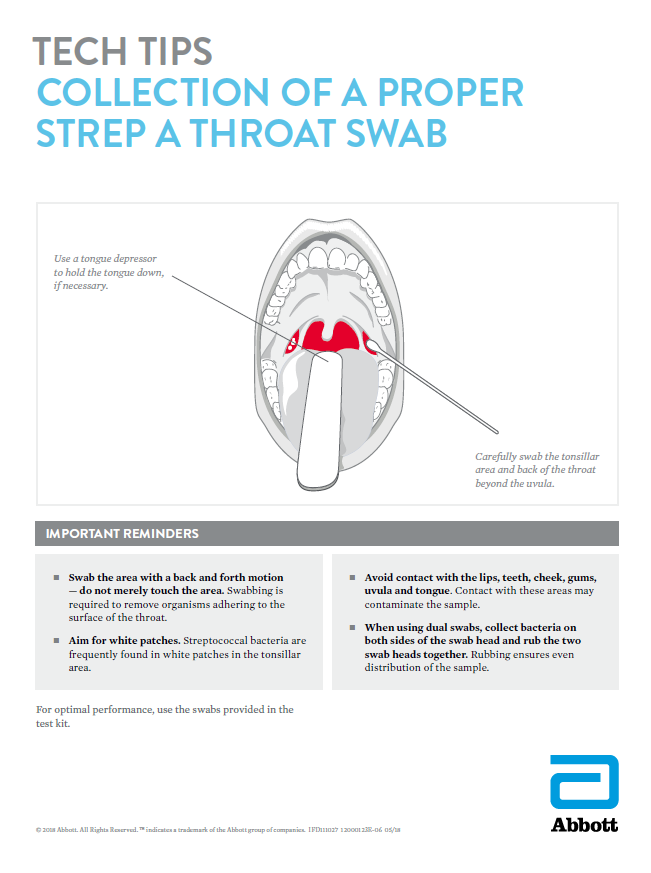 TECH TIPS
COLLECTION OF A PROPER
STREP A THROAT SWAB
Use a tongue depressor
to hold the tongue down,
if necessary.
Carefully swab the tonsillar
area and back of the throat
beyond the uvula.
IMPORTANT REMINDERS
■ Swab the area with a back and forth motion
— do not merely touch the area. Swabbing is
required to remove organisms adhering to the
surface of the throat.
■ Aim for white patches. Streptococcal bacteria are
frequently found in white patches in the tonsillar
area.
■ Avoid contact with the lips, teeth, cheek, gums,
uvula and tongue. Contact with these areas may
contaminate the sample.
■ When using dual swabs, collect bacteria on
both sides of the swab head and rub the two
swab heads together. Rubbing ensures even
distribution of the sample.
For optimal performance, use the swabs provided in the
test kit.
Abbott
© 2018 Abbott. All Rights Reserved. ™ indicates a trademark of the Abbott group of companies. IFD111027 1200012JK-06 05/18